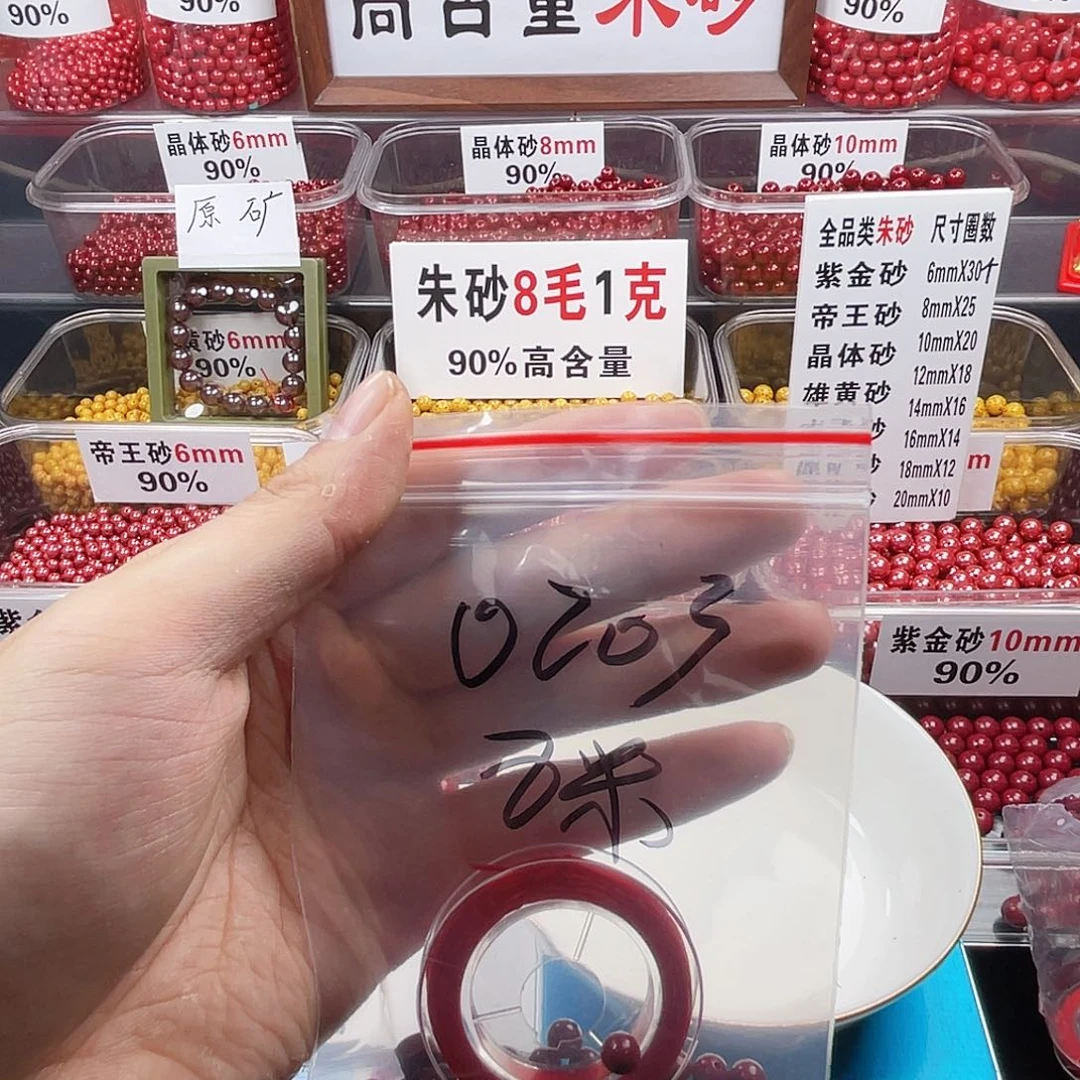 90%
90%
高含量朱砂
90%
晶体砂6mm
90%
晶体砂8mm
90%
晶体砂10mm
90%
原矿
朱砂8毛1克
90%高含量
黄砂6mm
90%
全品类朱砂 尺寸圈数
紫金砂 6mmX30个
帝王砂 8mmX25
晶体砂 10mmX20
雄黄砂 12mmX18
14mmX16
砂 16mmX14
18mmX12
20mmX10
帝王砂6mm
90%
m
紫金砂10mm
90%
0203